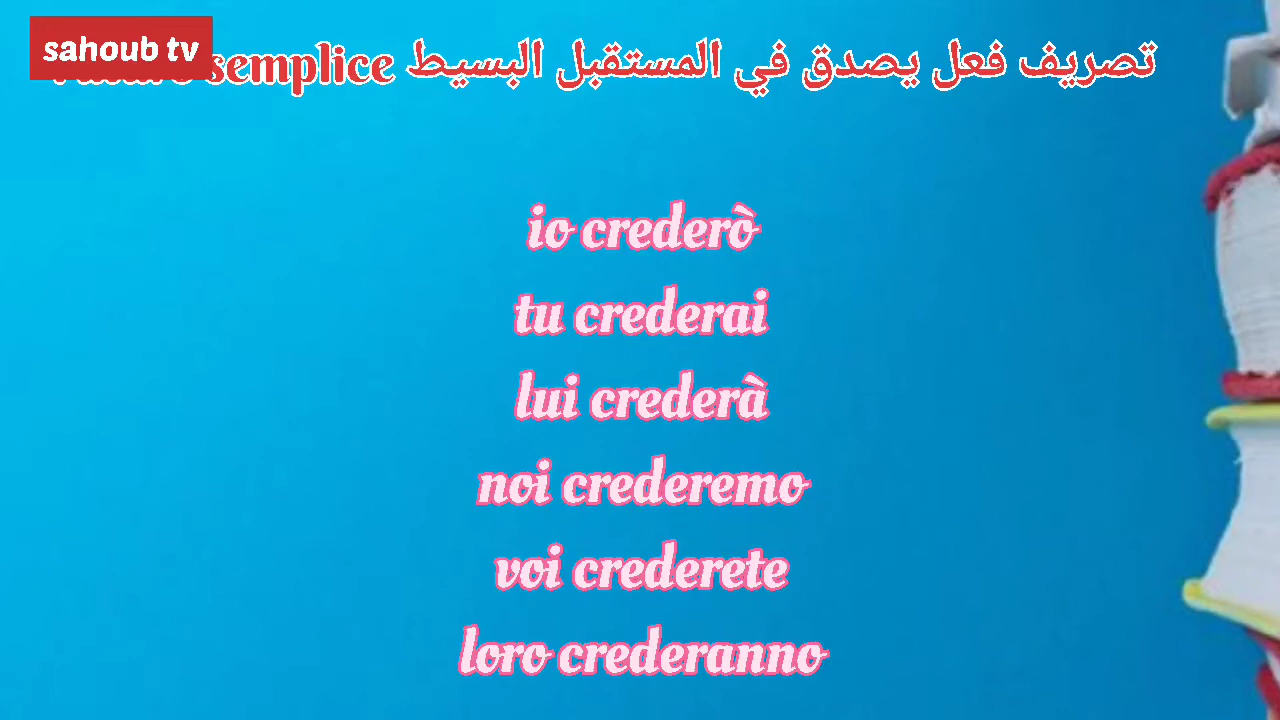 sahoub tv
تصريف فعل يصدق في المستقبل البسيط semplice
io crederò
tu crederai
lui crederà
noi crederemo
voi crederete
loro crederanno